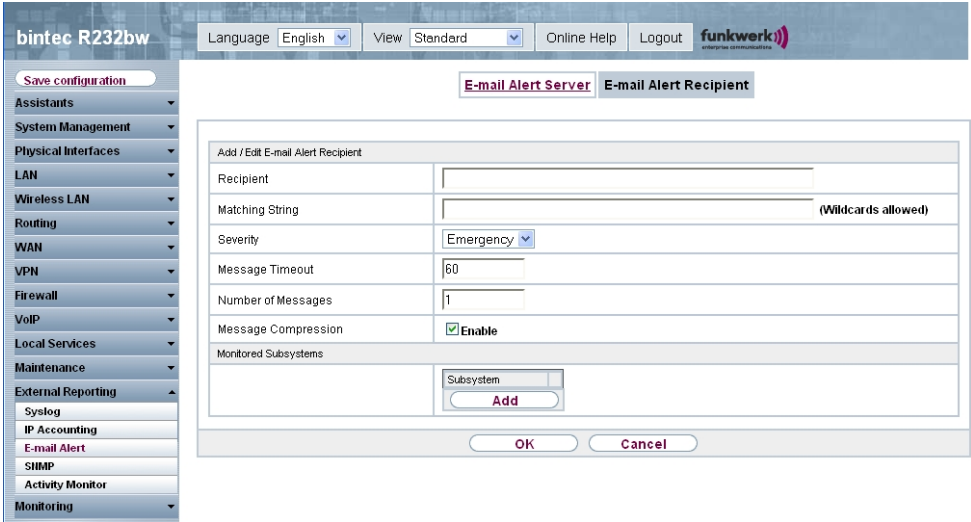 bintec R232bw
Language English View Standard Online Help Logout funkwerk
enterprise communications
Save configuration
Assistants
System Management
Physical Interfaces
LAN
Wireless LAN
Routing
WAN
VPN
Firewall
VoIP
Local Services
Maintenance
External Reporting
Syslog
IP Accounting
E-mail Alert
SNMP
Activity Monitor
Monitoring
E-mail Alert Server E-mail Alert Recipient
Add / Edit E-mail Alert Recipient
Recipient
Matching String (Wildcards allowed)
Severity Emergency
Message Timeout 60
Number of Messages 1
Message Compression Enable
Monitored Subsystems
Subsystem
Add
OK Cancel